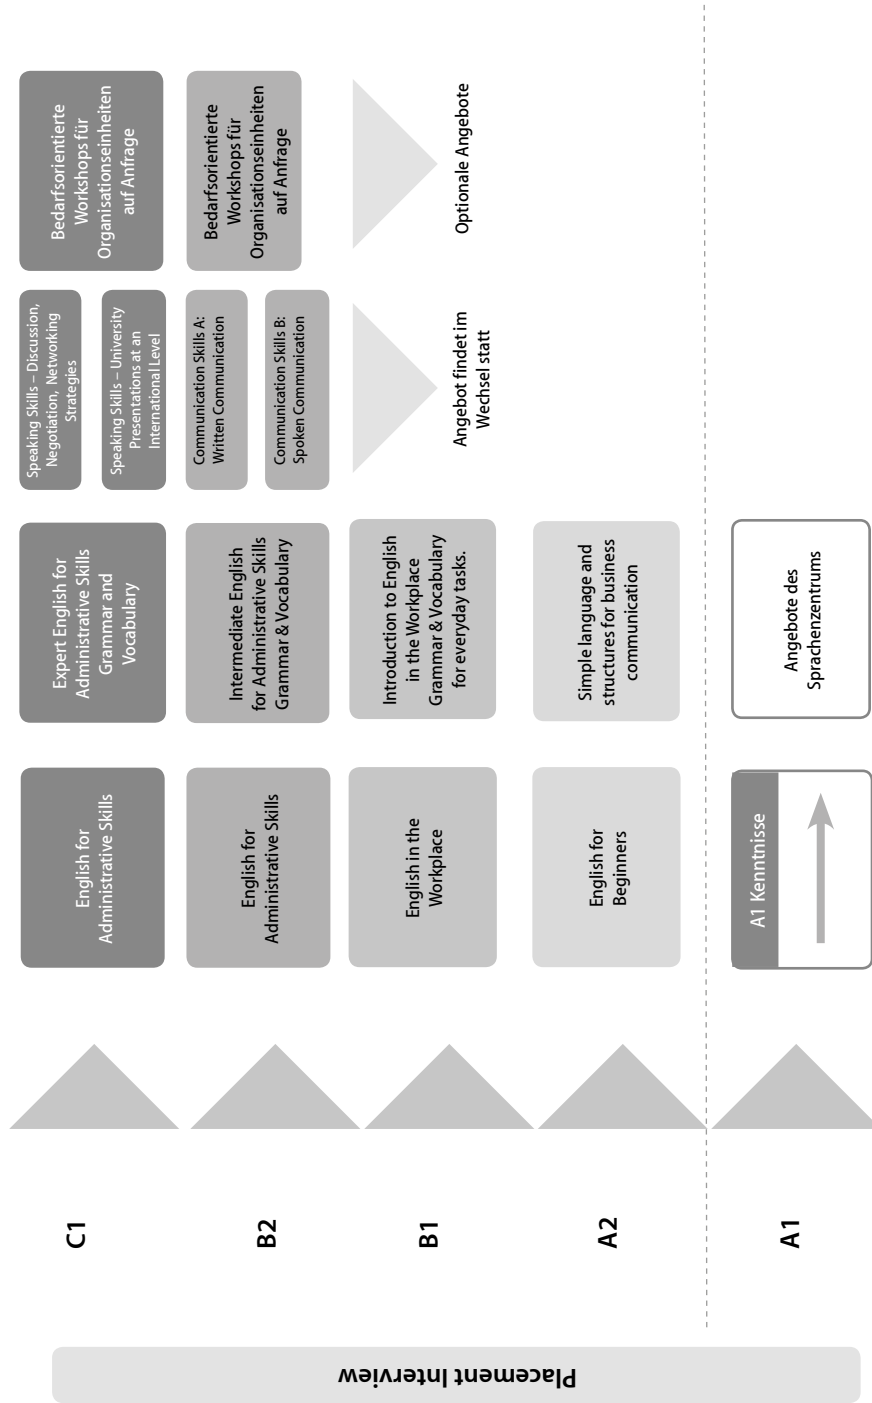 Placement Interview
C1
English for
Administrative Skills
Expert English for
Administrative Skills
Grammar and
Vocabulary
Speaking Skills – Discussion,
Negotiation, Networking
Strategies
Speaking Skills – University
Presentations at an
International Level
Bedarfsorientierte
Workshops für
Organisationseinheiten
auf Anfrage
B2
English for
Administrative Skills
Intermediate English
for Administrative Skills
Grammar & Vocabulary
Communication Skills A:
Written Communication
Communication Skills B:
Spoken Communication
Bedarfsorientierte
Workshops für
Organisationseinheiten
auf Anfrage
B1
English in the
Workplace
Introduction to English
in the Workplace
Grammar & Vocabulary
for everyday tasks.
Angebot findet im
Wechsel statt
Optionale Angebote
A2
English for
Beginners
Simple language and
structures for business
communication
A1
A1 Kenntnisse
Angebote des
Sprachenzentrums